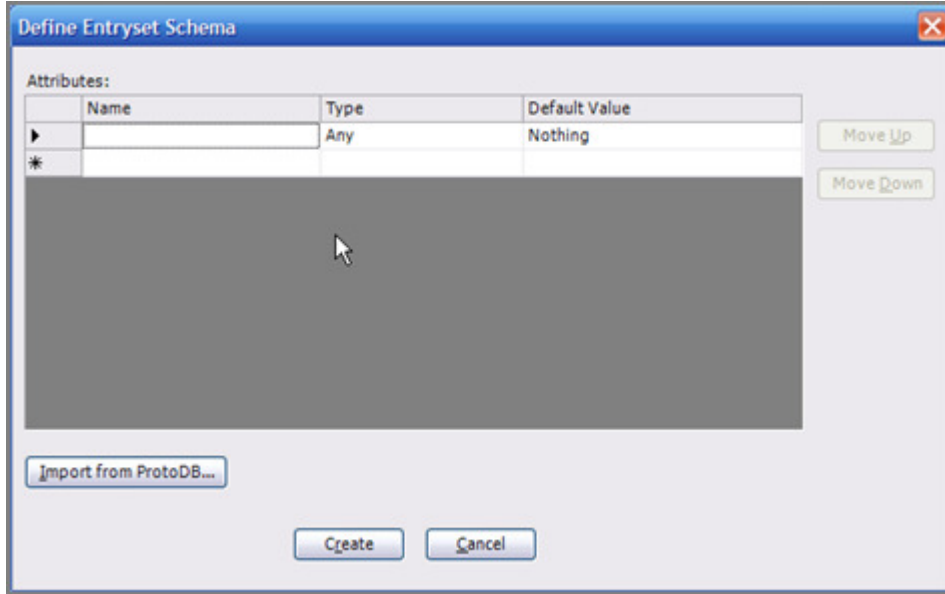 Define Entryset Schema
Attributes:
Name Type Default Value
Any Nothing
Move Up
Move Down
Import from ProtoDB...
Create Cancel